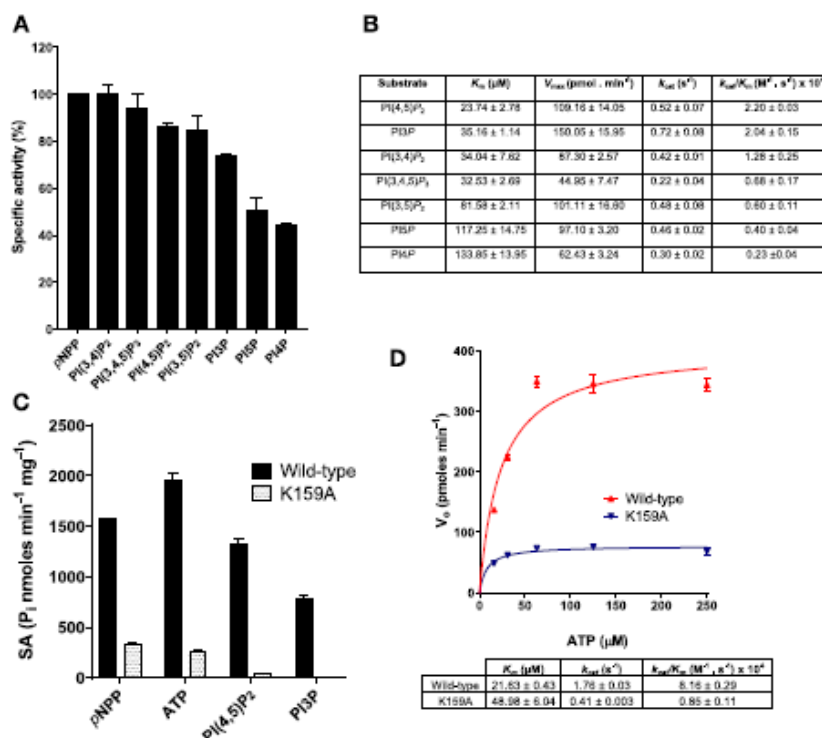 A
Specific activity (%)
120
100
80
60
40
20
0
pNPP
PI(3,4)P2
PI(3,4,5)P3
PI(4,5)P2
PI(3,5)P2
PI3P
PI5P
PI4P
B
Substrate Km (µM) Vmax (pmol . min-1) kcat (s-1) kcat/Km (M-1 . s-1) x 10
PI(4,5)P2 23.74 ± 2.78 109.16 ± 14.05 0.52 ± 0.07 2.20 ± 0.03
PI3P 35.16 ± 1.14 150.05 ± 15.95 0.72 ± 0.08 2.04 ± 0.15
PI(3,4)P2 34.04 ± 7.62 87.30 ± 2.57 0.42 ± 0.01 1.28 ± 0.25
PI(3,4,5)P3 32.53 ± 2.69 44.95 ± 7.47 0.22 ± 0.04 0.68 ± 0.17
PI(3,5)P2 81.58 ± 2.11 101.11 ± 16.60 0.48 ± 0.08 0.60 ± 0.11
PI5P 117.25 ± 14.75 97.10 ± 3.20 0.46 ± 0.02 0.40 ± 0.04
PI4P 133.85 ± 13.95 62.43 ± 3.24 0.30 ± 0.02 0.23 ±0.04
C
SA (Pi nmoles min-1 mg-1)
2500
2000
1500
1000
500
0
Wild-type
K159A
pNPP
ATP
PI(4,5)P2
PI3P
D
Vo (pmoles min-1)
400
300
200
100
0
Wild-type
K159A
0 50 100 150 200 250
ATP (µM)
Km (µM) kcat (s-1) kcat/Km (M-1 . s-1) x 10
Wild-type 21.63 ± 0.43 1.76 ± 0.03 8.16 ± 0.29
K159A 48.98 ± 6.04 0.41 ± 0.003 0.85 ± 0.11